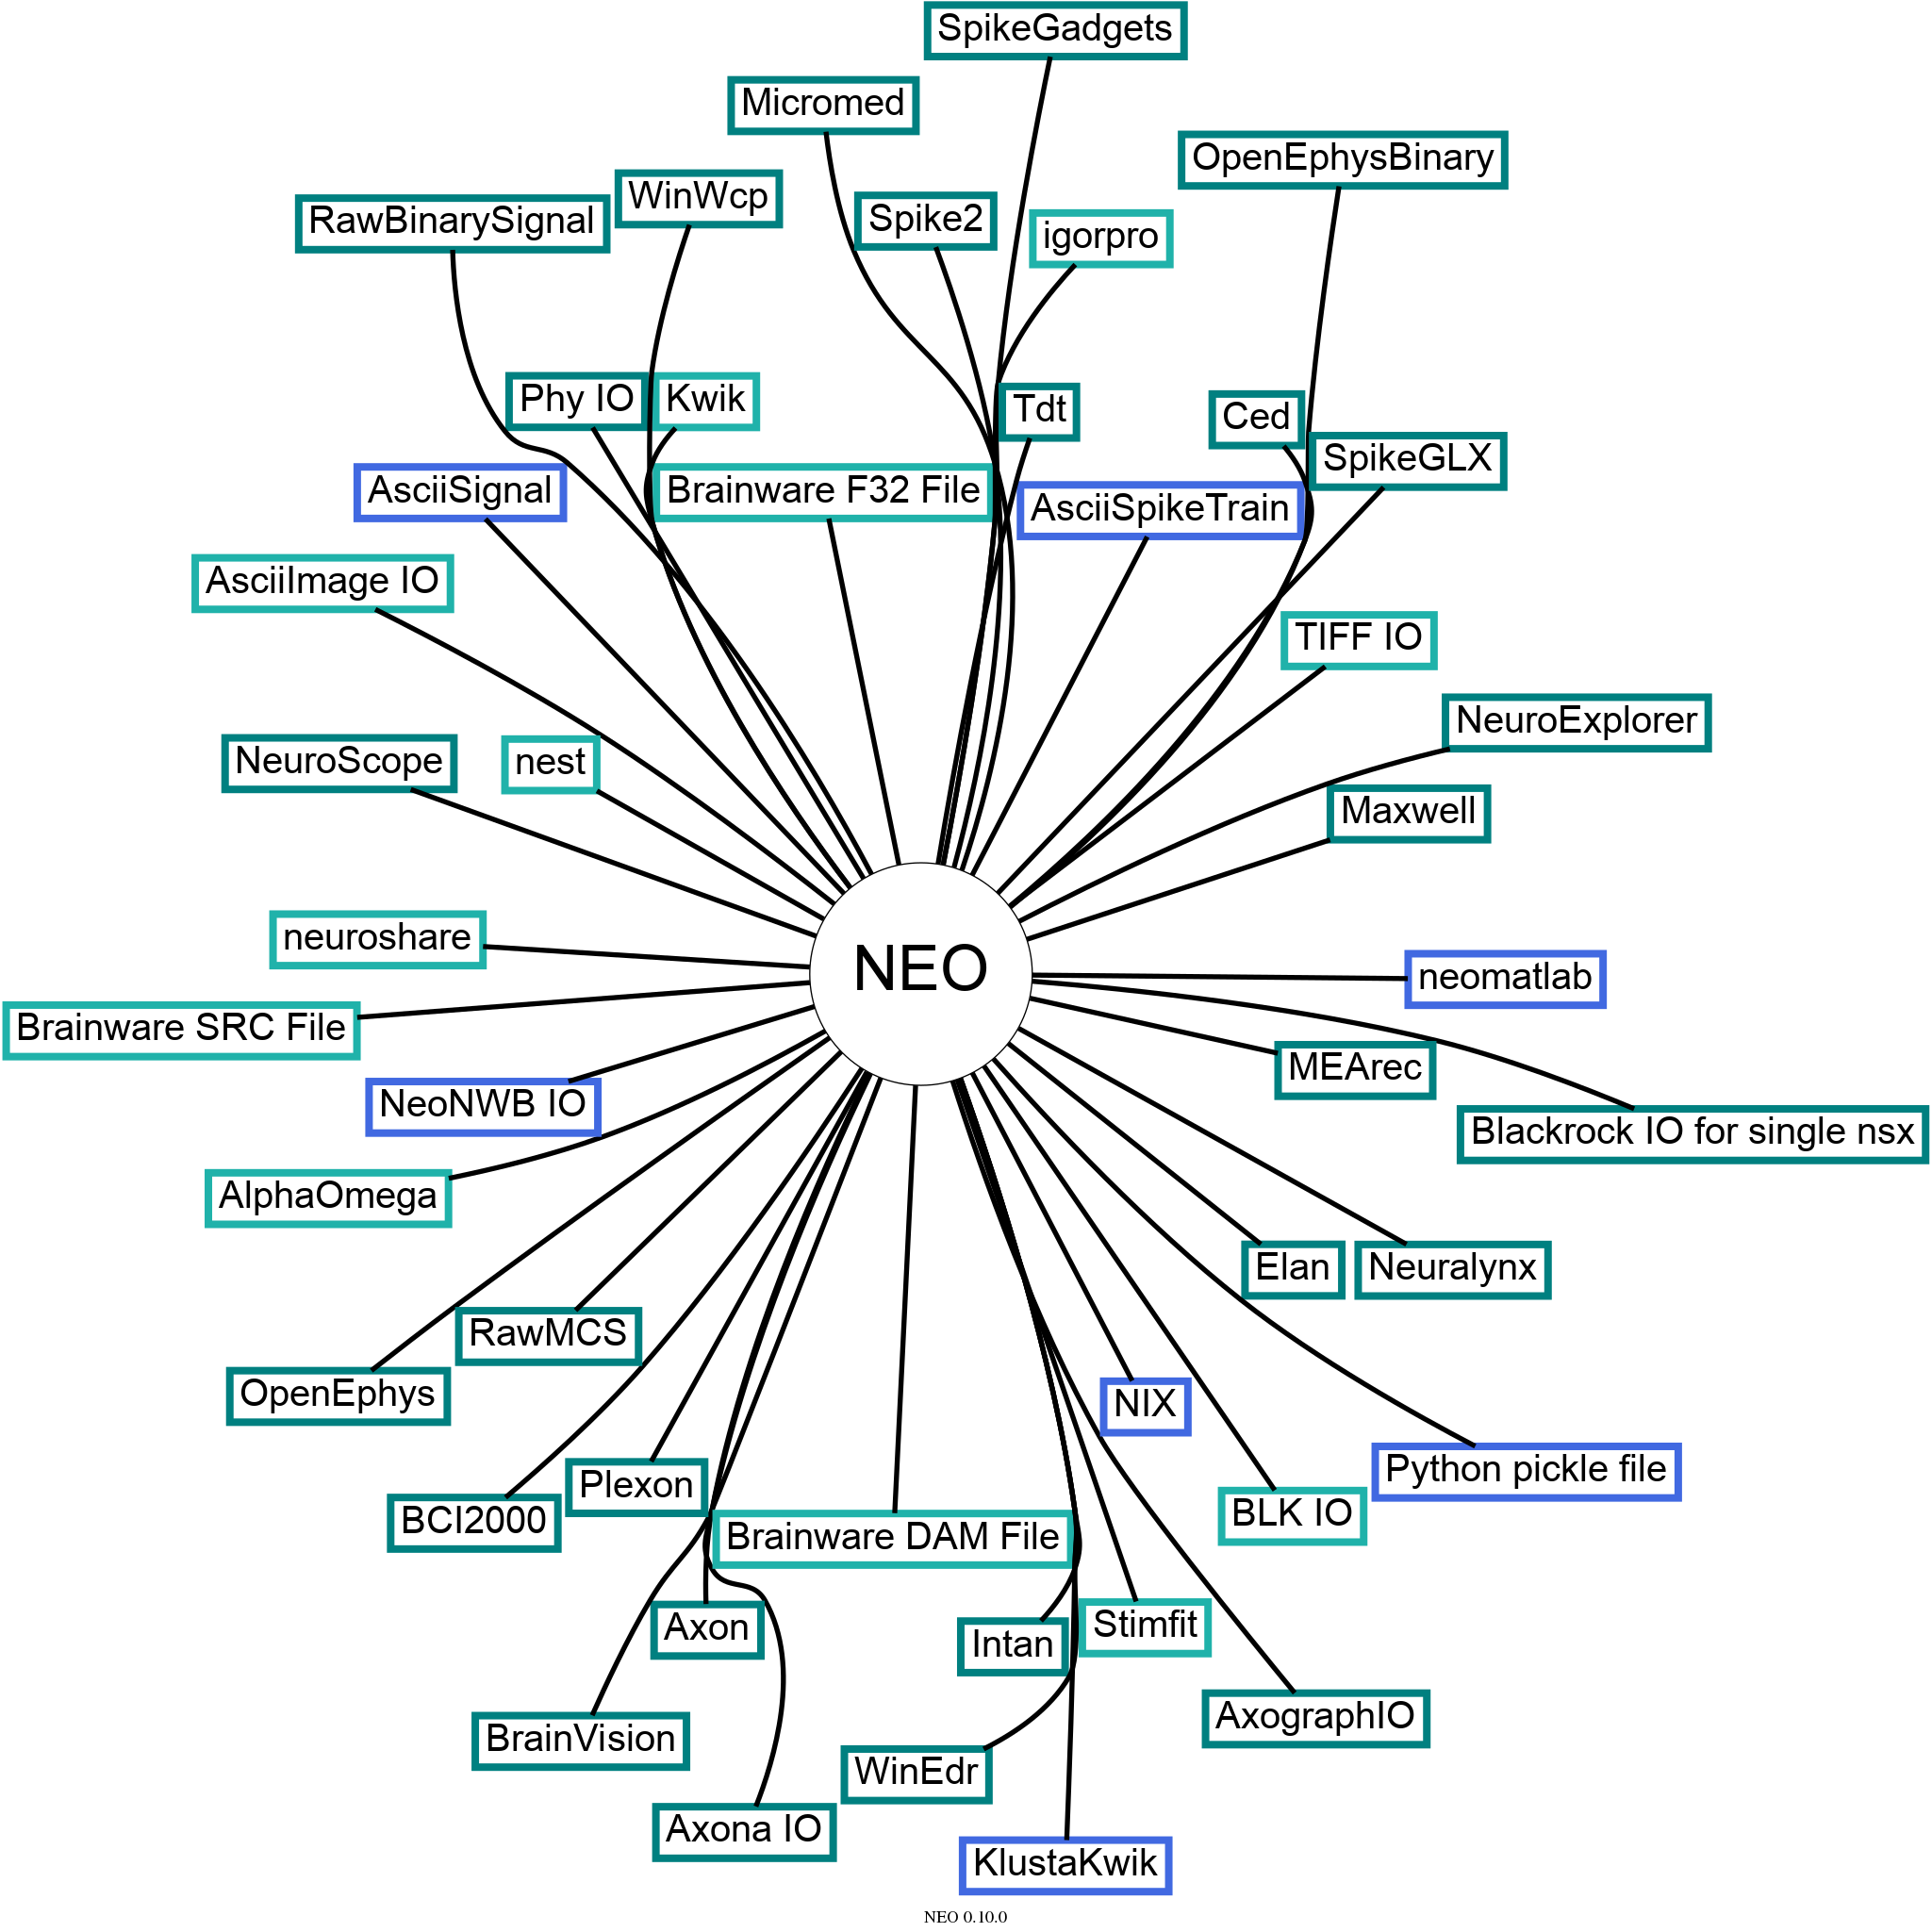 SpikeGadgets
Micromed
OpenEphysBinary
WinWcp
RawBinarySignal
Spike2
igorpro
Phy IO
Kwik
Tdt
Ced
SpikeGLX
AsciiSignal
Brainware F32 File
AsciiSpikeTrain
AsciiImage IO
TIFF IO
NeuroExplorer
NeuroScope
nest
Maxwell
neuroshare
NEO
neomatlab
Brainware SRC File
MEArec
NeoNWB IO
Blackrock IO for single nsx
AlphaOmega
Elan
Neuralynx
RawMCS
OpenEphys
NIX
Python pickle file
Plexon
BCI2000
BLK IO
Brainware DAM File
Axon
Intan
Stimfit
AxographIO
BrainVision
WinEdr
Axona IO
KlustaKwik
NEO 0.10.0